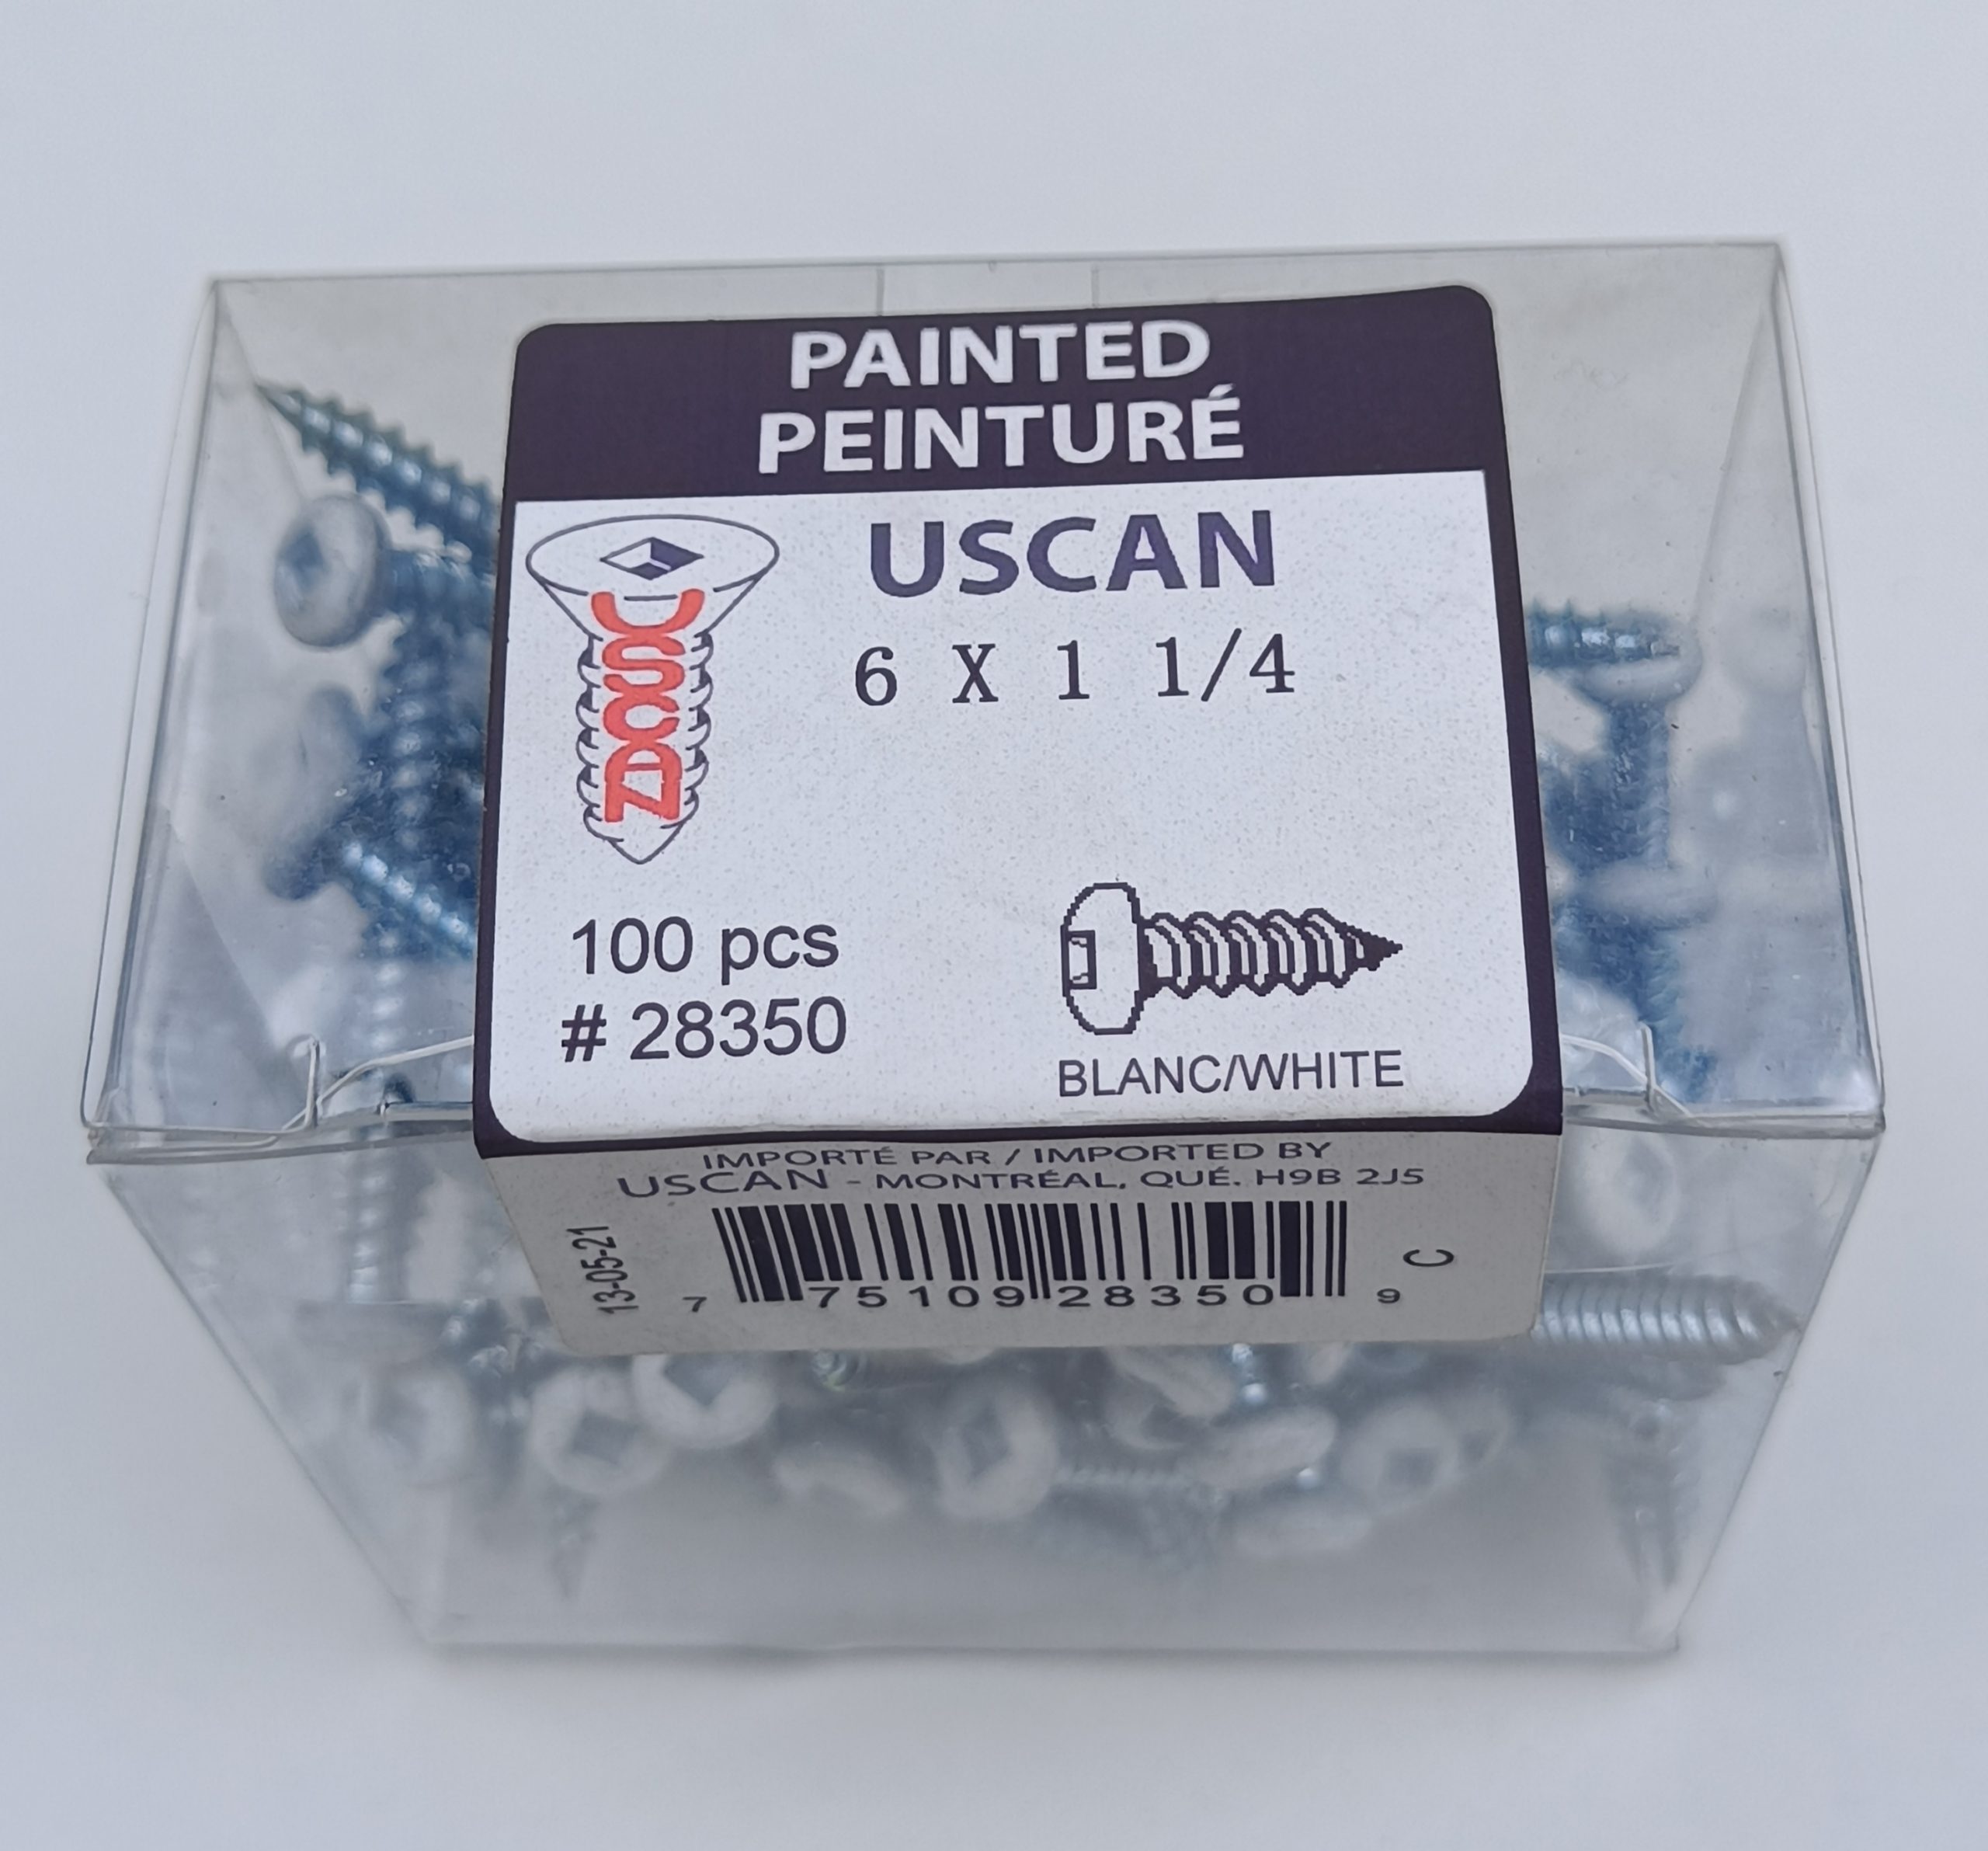 PAINTED
PEINTURÉ
USCAN
USCAN
6 X 1 1/4
100 pcs
# 28350
BLANC/WHITE
IMPORTÉ PAR / IMPORTED BY
USCAN - MONTRÉAL, QUÉ. H9B 2J5
13-05-21
7 75109 28350 9
C